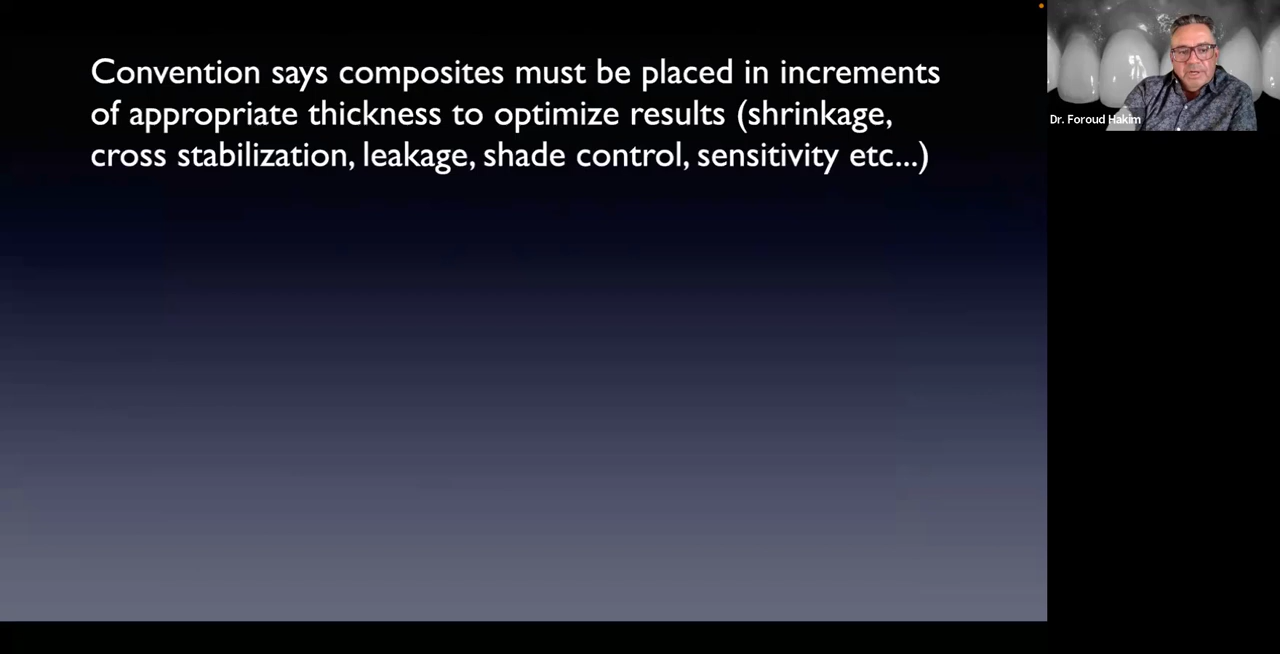 Convention says composites must be placed in increments
of appropriate thickness to optimize results (shrinkage,
cross stabilization, leakage, shade control, sensitivity etc...)
Dr. Foroud Hakim